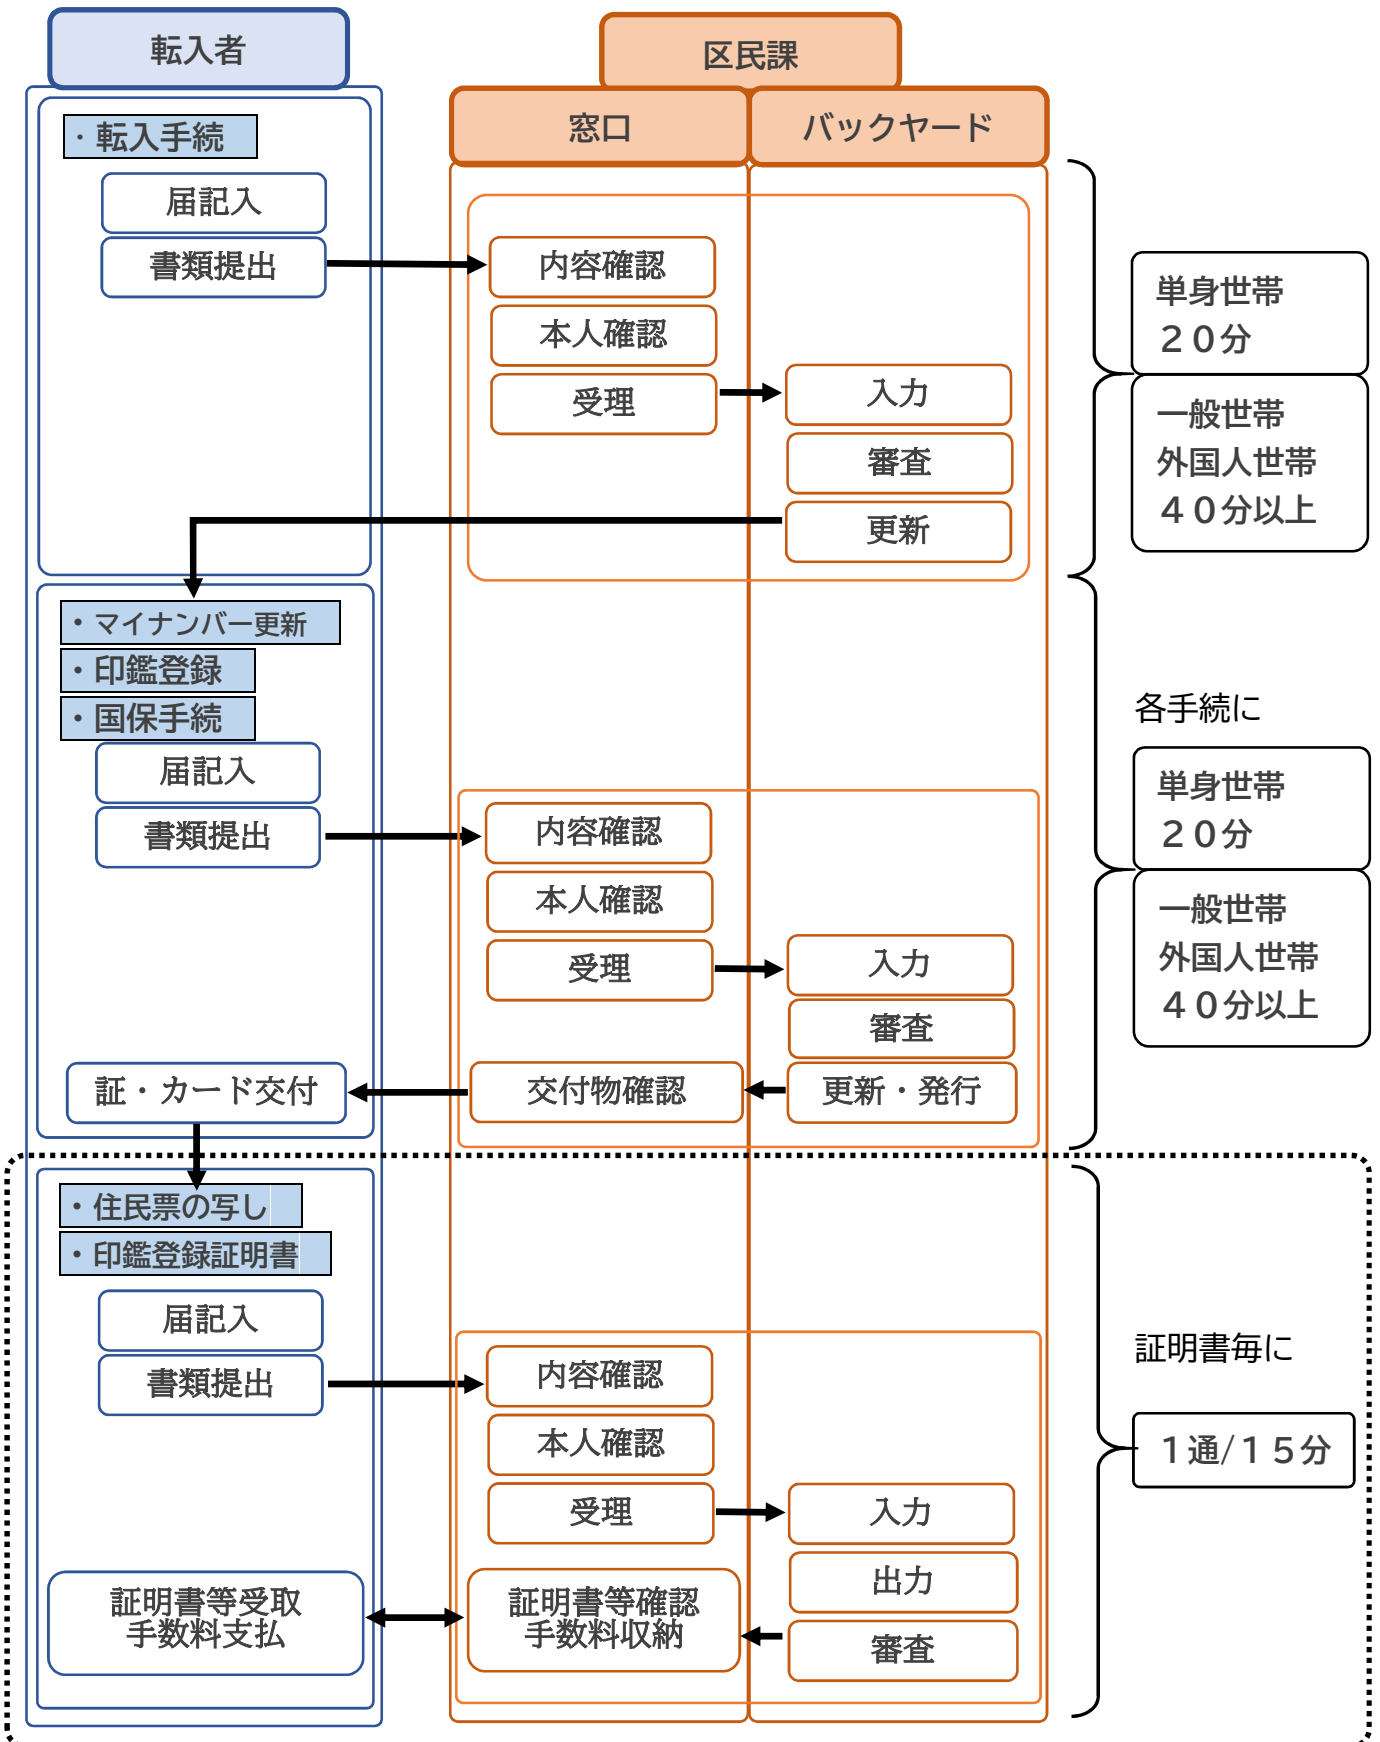 転入者
区民課
窓口
バックヤード
・転入手続
届記入
書類提出
内容確認
本人確認
受理
入力
審査
更新
単身世帯
２０分
一般世帯
外国人世帯
４０分以上
・マイナンバー更新
・印鑑登録
・国保手続
届記入
書類提出
内容確認
本人確認
受理
入力
審査
更新・発行
交付物確認
証・カード交付
各手続に
単身世帯
２０分
一般世帯
外国人世帯
４０分以上
・住民票の写し
・印鑑登録証明書
届記入
書類提出
内容確認
本人確認
受理
入力
出力
審査
証明書等確認
手数料収納
証明書等受取
手数料支払
証明書毎に
１通/１５分